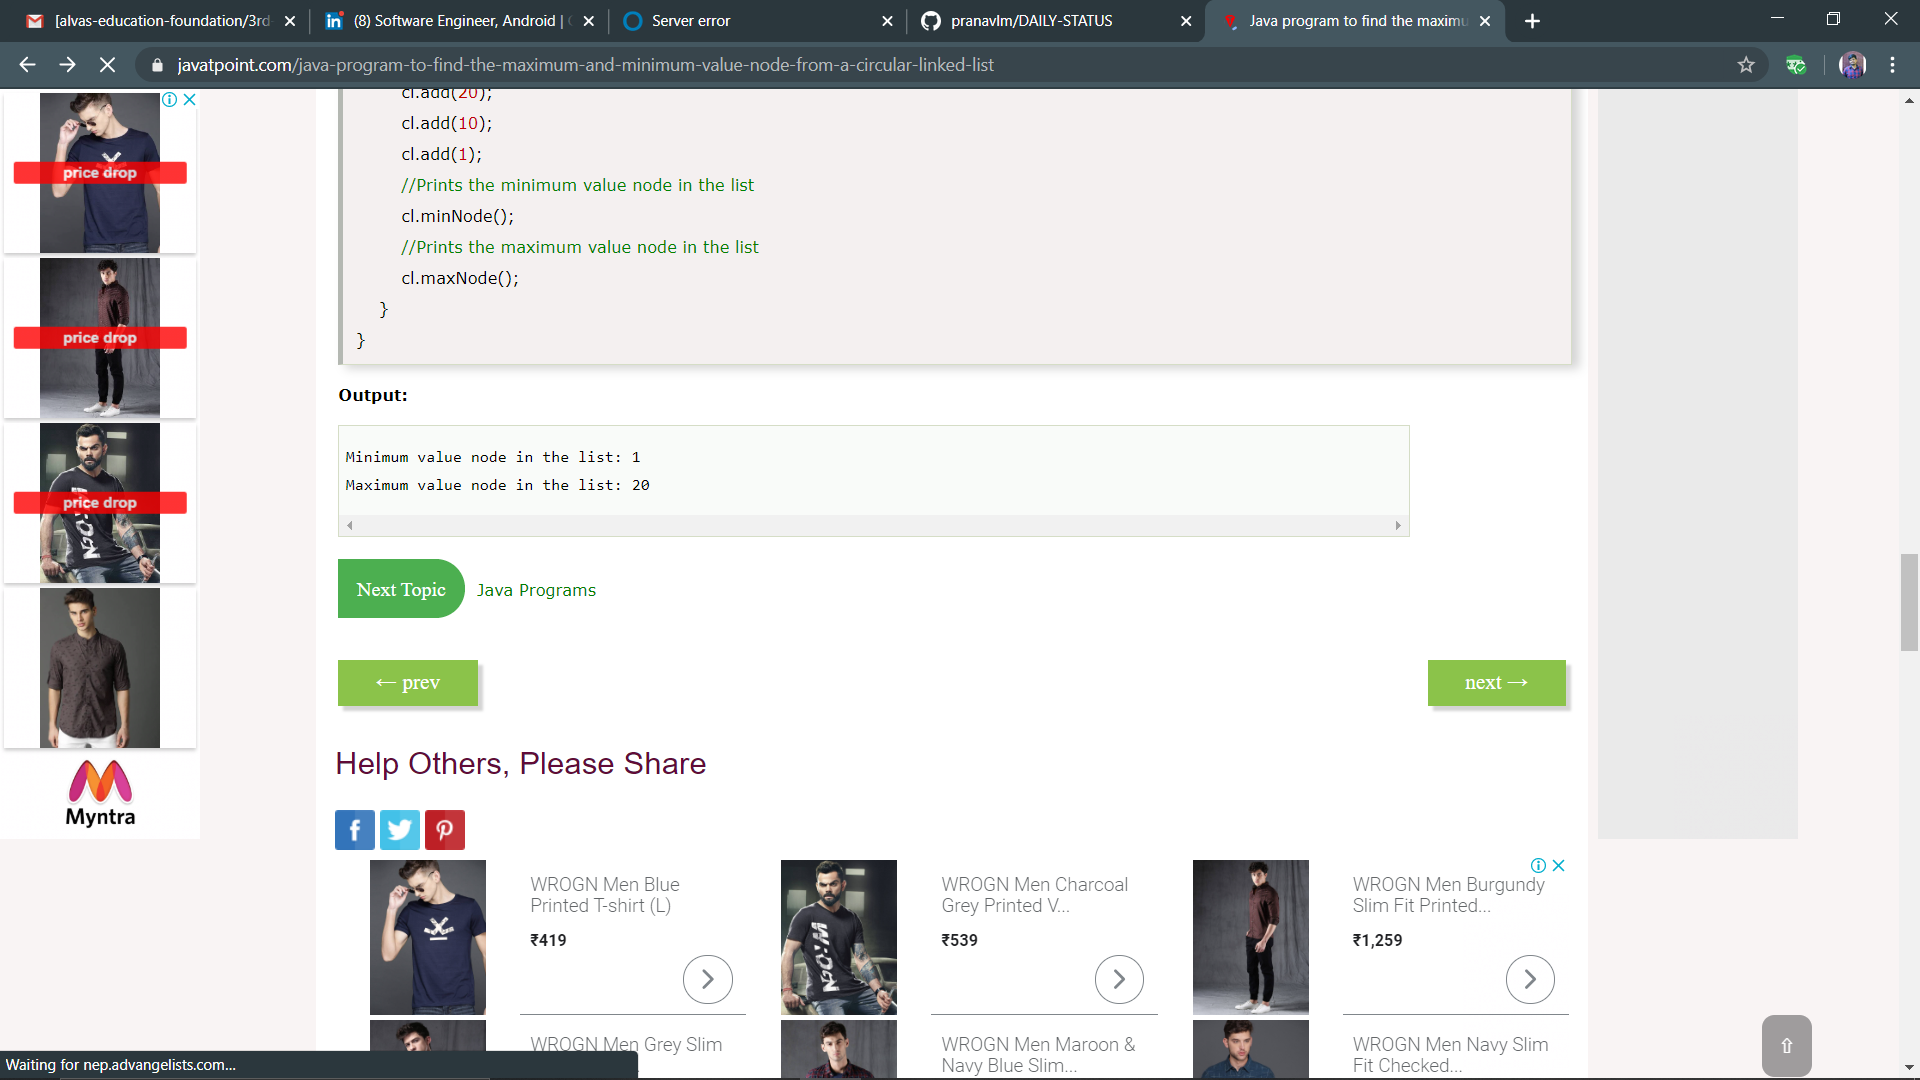 [alvas-education-foundation/3rd-
(8) Software Engineer, Android |
Server error
pranavlm/DAILY-STATUS
Java program to find the maximu
javatpoint.com/java-program-to-find-the-maximum-and-minimum-value-node-from-a-circular-linked-list
price drop
price drop
price drop
Myntra
cl.add(20);
cl.add(10);
cl.add(1);
//Prints the minimum value node in the list
cl.minNode();
//Prints the maximum value node in the list
cl.maxNode();
}
}
Output:
Minimum value node in the list: 1
Maximum value node in the list: 20
Next Topic Java Programs
← prev
next →
Help Others, Please Share
WROGN Men Blue
Printed T-shirt (L)
₹419
WROGN Men Charcoal
Grey Printed V...
₹539
WROGN Men Burgundy
Slim Fit Printed...
₹1,259
WROGN Men Grey Slim
WROGN Men Maroon &
Navy Blue Slim...
WROGN Men Navy Slim
Fit Checked...
Waiting for nep.advangelists.com...